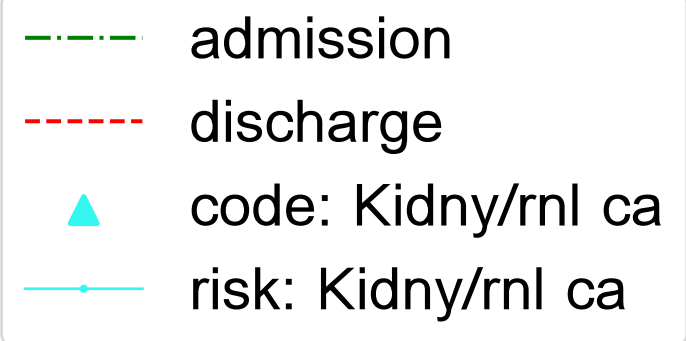 admission
discharge
code: Kidny/rnl ca
risk: Kidny/rnl ca